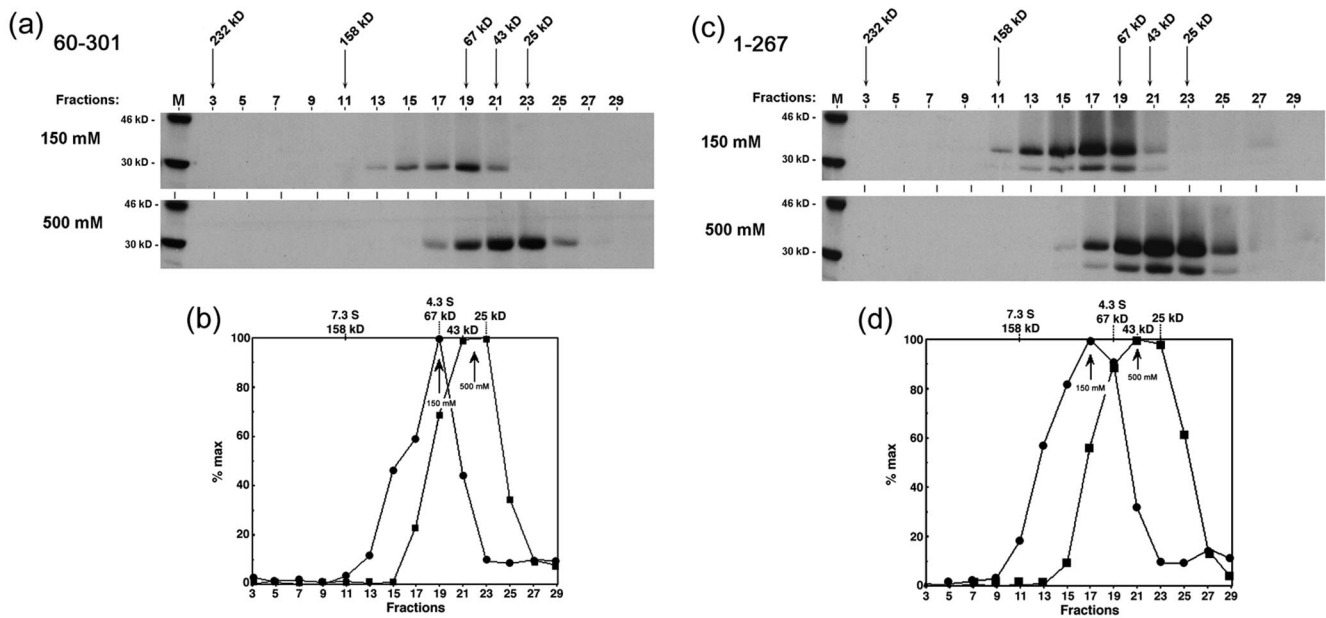 (a) 60-301
232 kD 158 kD 67 kD 43 kD 25 kD
Fractions: M 3 5 7 9 11 13 15 17 19 21 23 25 27 29
150 mM
46 kD -
30 kD -
500 mM
46 kD -
30 kD -
(b)
7.3 S
158 kD
4.3 S
67 kD
43 kD
25 kD
150 mM
500 mM
% max
100
80
60
40
20
0
3 5 7 9 11 13 15 17 19 21 23 25 27 29
Fractions
(c) 1-267
232 kD 158 kD 67 kD 43 kD 25 kD
Fractions: M 3 5 7 9 11 13 15 17 19 21 23 25 27 29
150 mM
46 kD -
30 kD -
500 mM
46 kD -
30 kD -
(d)
7.3 S
158 kD
4.3 S
67 kD
43 kD
25 kD
150 mM
500 mM
% max
100
80
60
40
20
0
3 5 7 9 11 13 15 17 19 21 23 25 27 29
Fractions